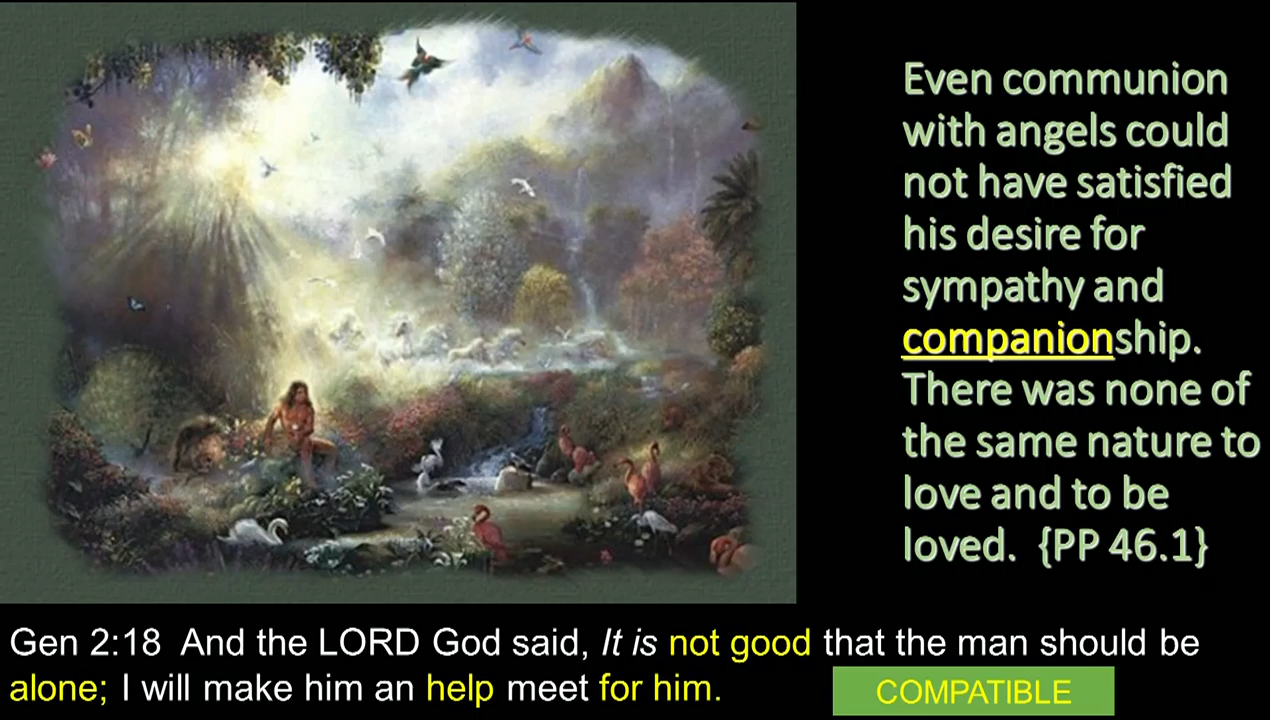 Even communion
with angels could
not have satisfied
his desire for
sympathy and
companionship.
There was none of
the same nature to
love and to be
loved.  {PP 46.1}
Gen 2:18  And the LORD God said, It is not good that the man should be
alone; I will make him an help meet for him.
COMPATIBLE